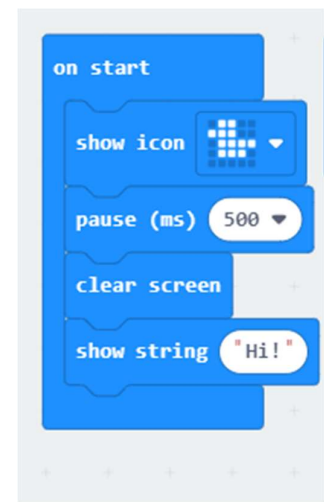 on start
show icon
pause (ms) 500
clear screen
show string "Hi!"